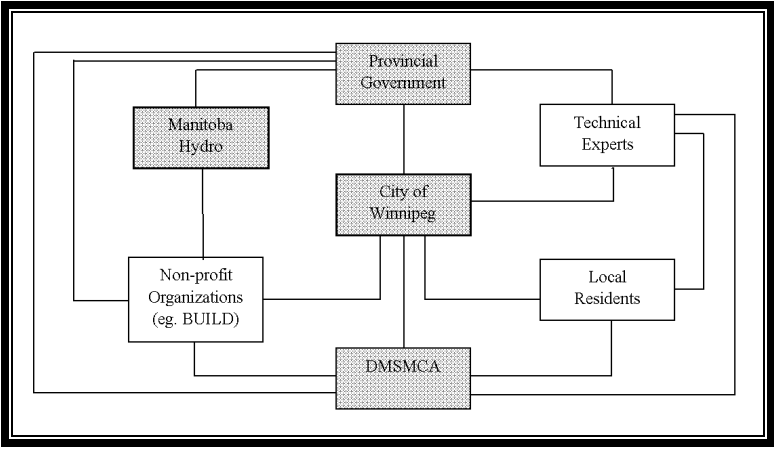 Provincial
Government
Manitoba
Hydro
Technical
Experts
City of
Winnipeg
Non-profit
Organizations
(eg. BUILD)
Local
Residents
DMSMCA